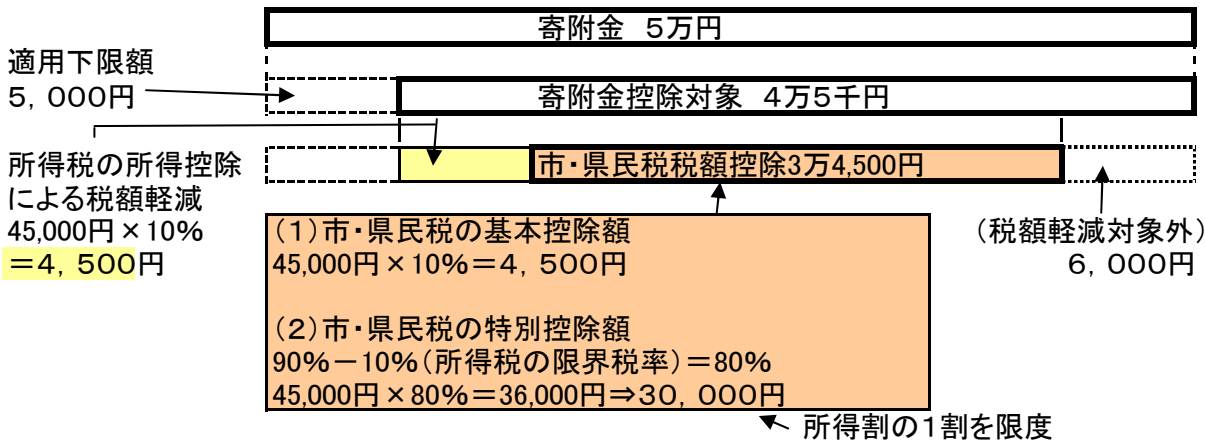 寄附金 5万円
適用下限額
5,000円
寄附金控除対象 4万5千円
所得税の所得控除
による税額軽減
45,000円×10%
=4,500円
市・県民税税額控除3万4,500円
(1)市・県民税の基本控除額
45,000円×10%=4,500円
(2)市・県民税の特別控除額
90%-10%(所得税の限界税率)=80%
45,000円×80%=36,000円⇒30,000円
(税額軽減対象外)
6,000円
所得割の1割を限度